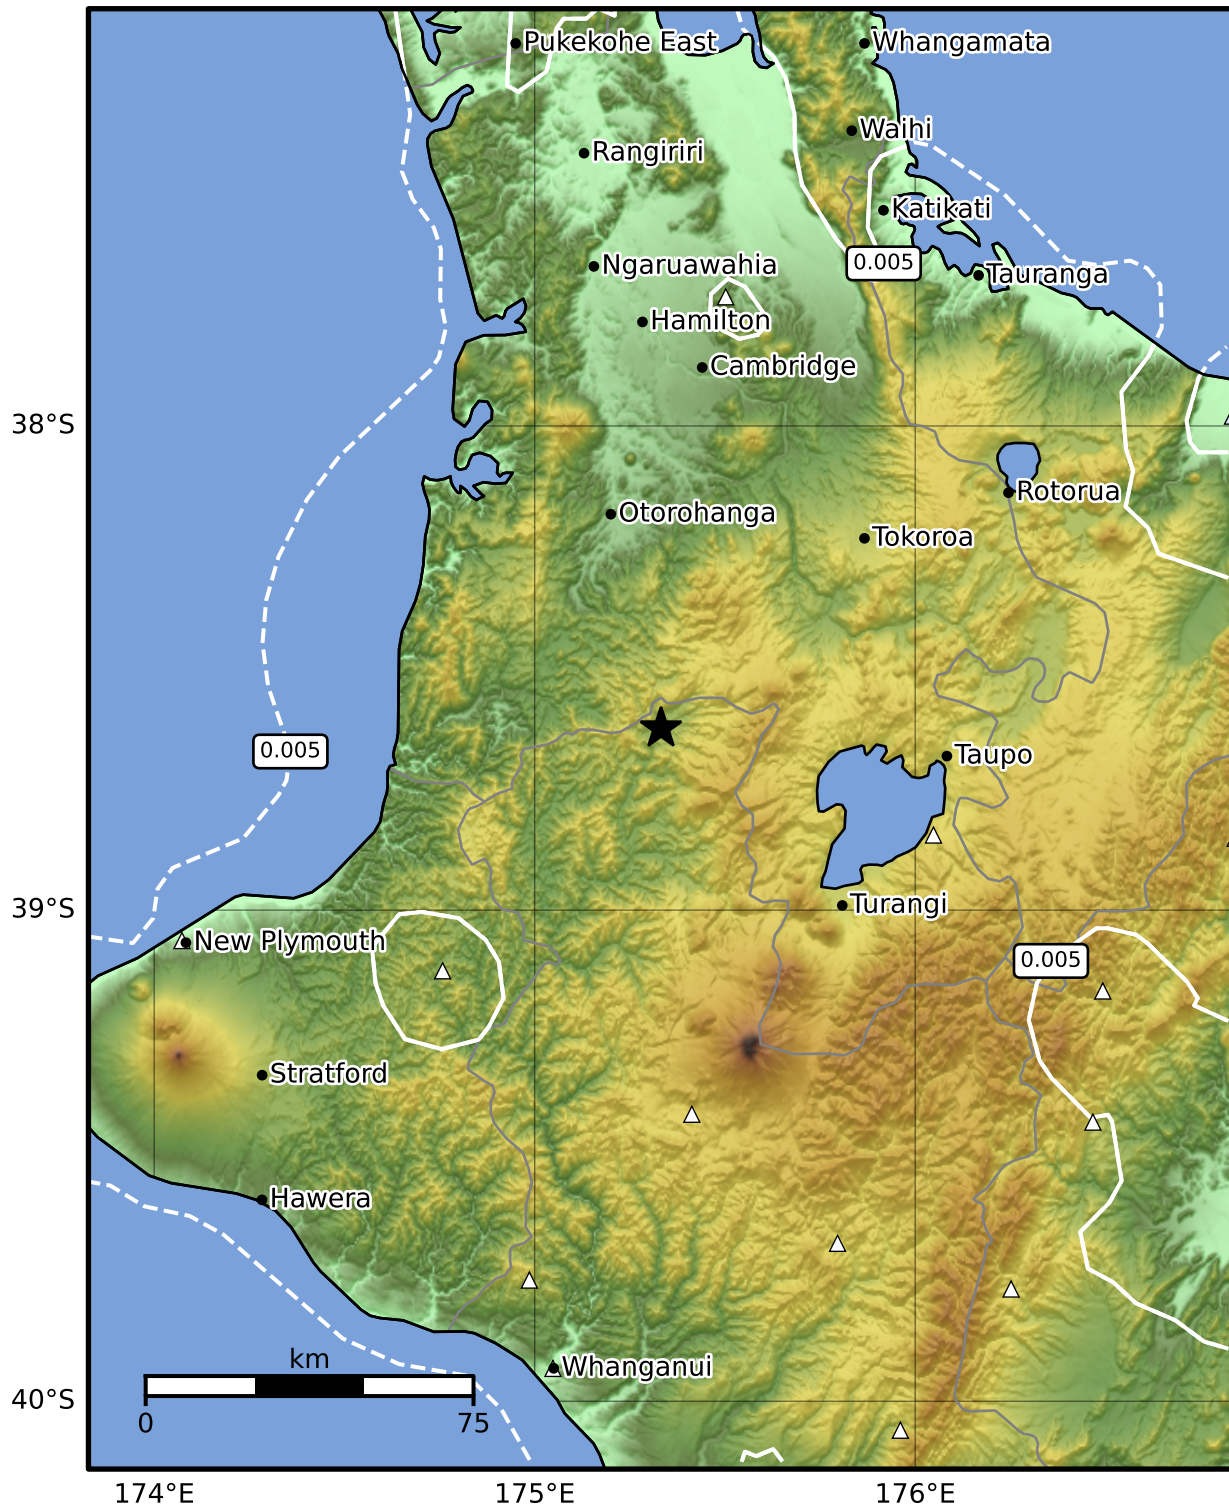 Pukekohe East
Whangamata
Waihi
Rangiriri
Katikati
0.005
Ngaruawahia
Tauranga
Hamilton
Cambridge
38°S
Rotorua
Otorohanga
Tokoroa
0.005
Taupo
39°S
Turangi
New Plymouth
0.005
Stratford
Hawera
km
Whanganui
40°S
0 75
174°E 175°E 176°E